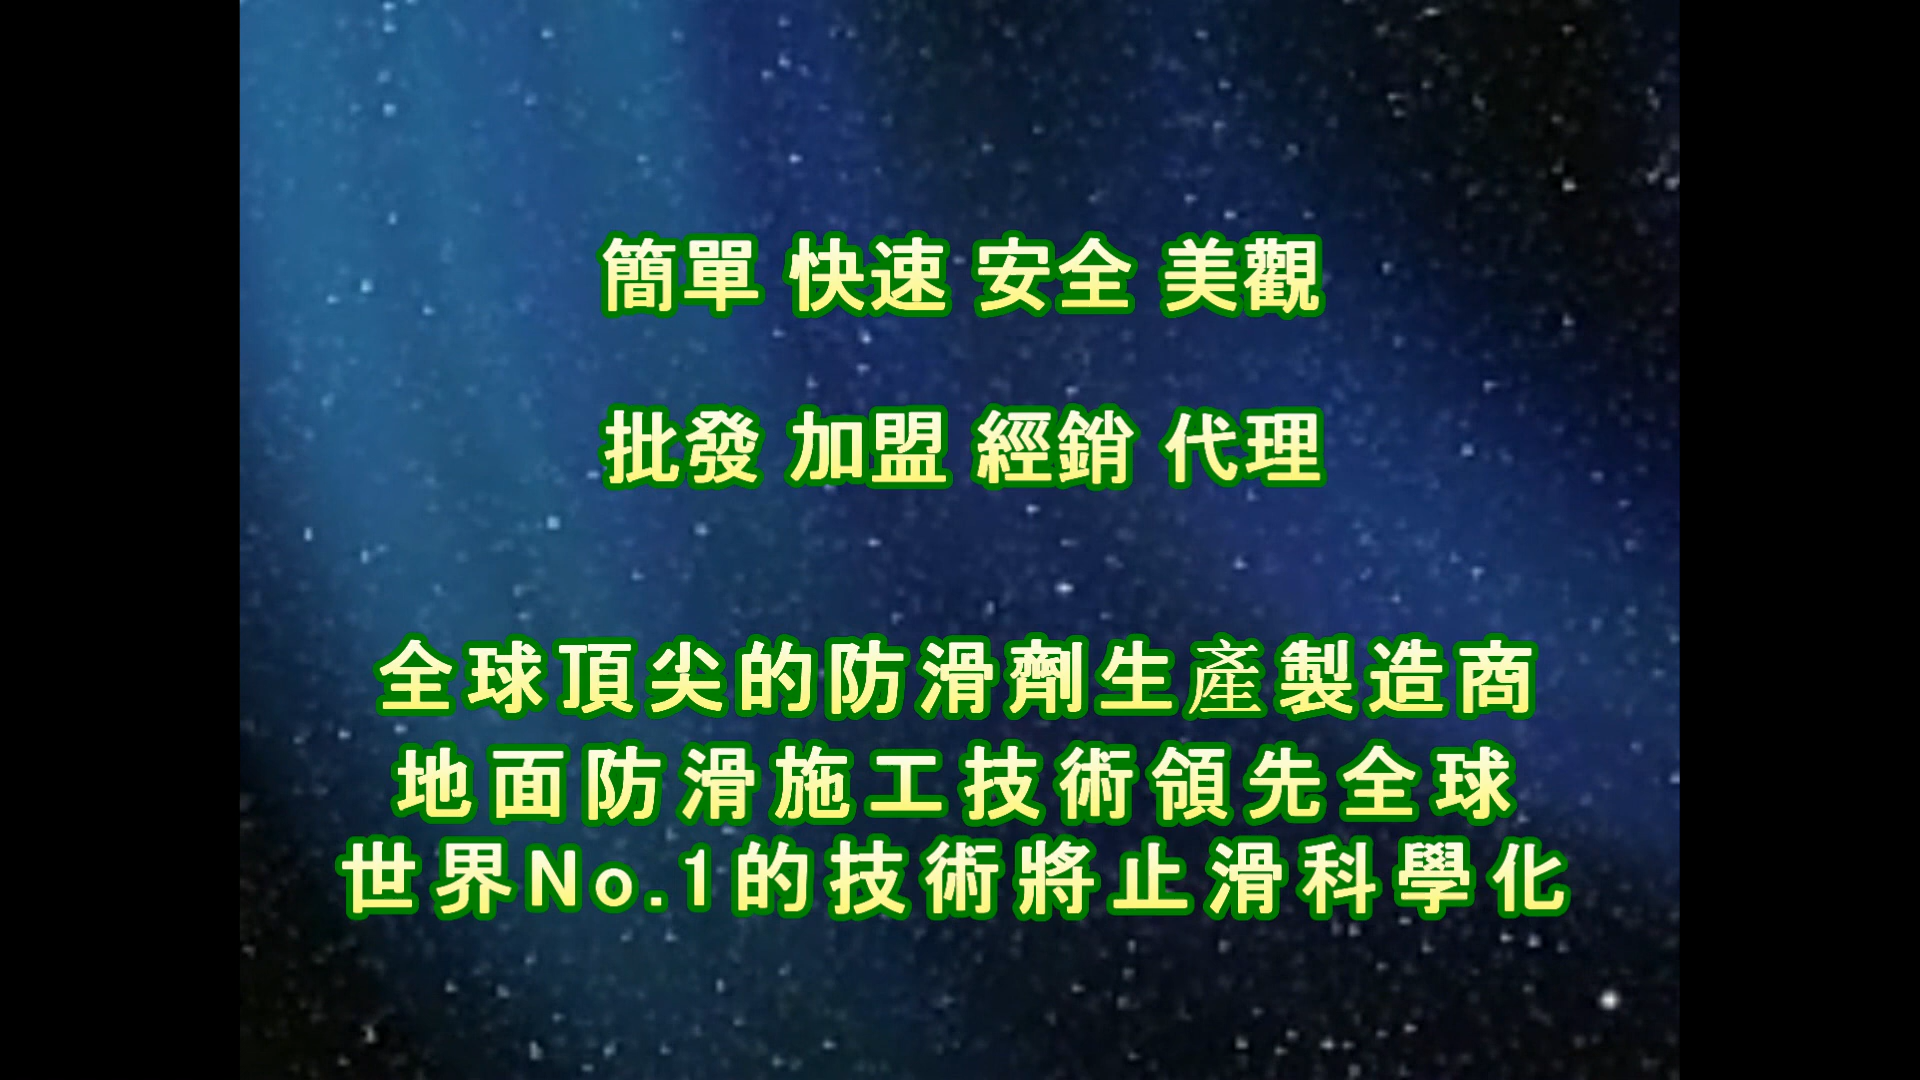 簡單 快速 安全 美觀
批發 加盟 經銷 代理
全球頂尖的防滑劑生產製造商
地面防滑施工技術領先全球
世界No.1的技術將止滑科學化